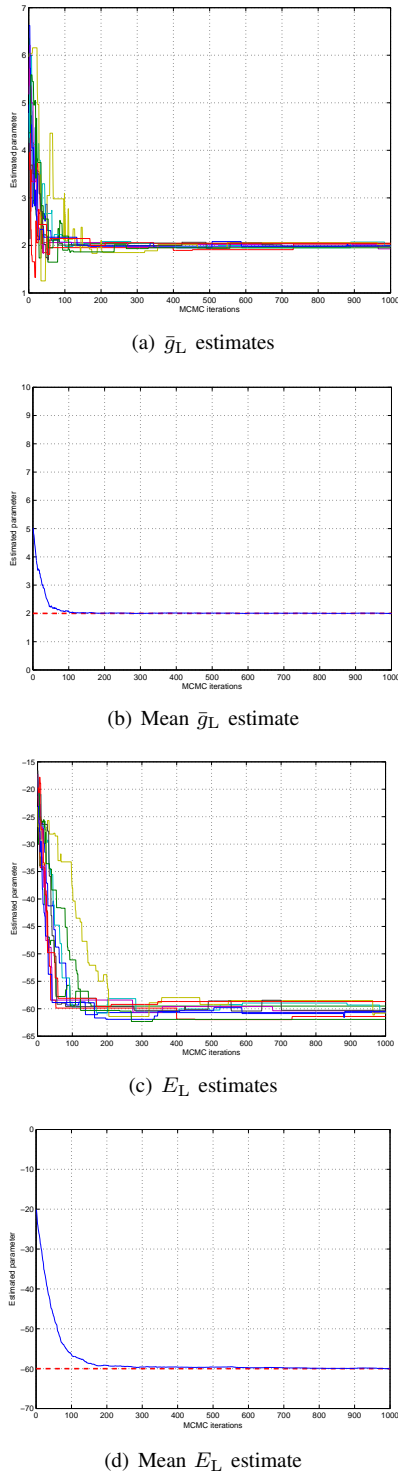 7
6
5
4
3
2
1
Estimated parameter
0 100 200 300 400 500 600 700 800 900 1000
MCMC iterations
(a) ḡL estimates
10
9
8
7
6
5
4
3
2
1
0
Estimated parameter
0 100 200 300 400 500 600 700 800 900 1000
MCMC iterations
(b) Mean ḡL estimate
−15
−20
−25
−30
−35
−40
−45
−50
−55
−60
−65
Estimated parameter
0 100 200 300 400 500 600 700 800 900 1000
MCMC iterations
(c) EL estimates
0
−10
−20
−30
−40
−50
−60
−70
Estimated parameter
0 100 200 300 400 500 600 700 800 900 1000
MCMC iterations
(d) Mean EL estimate